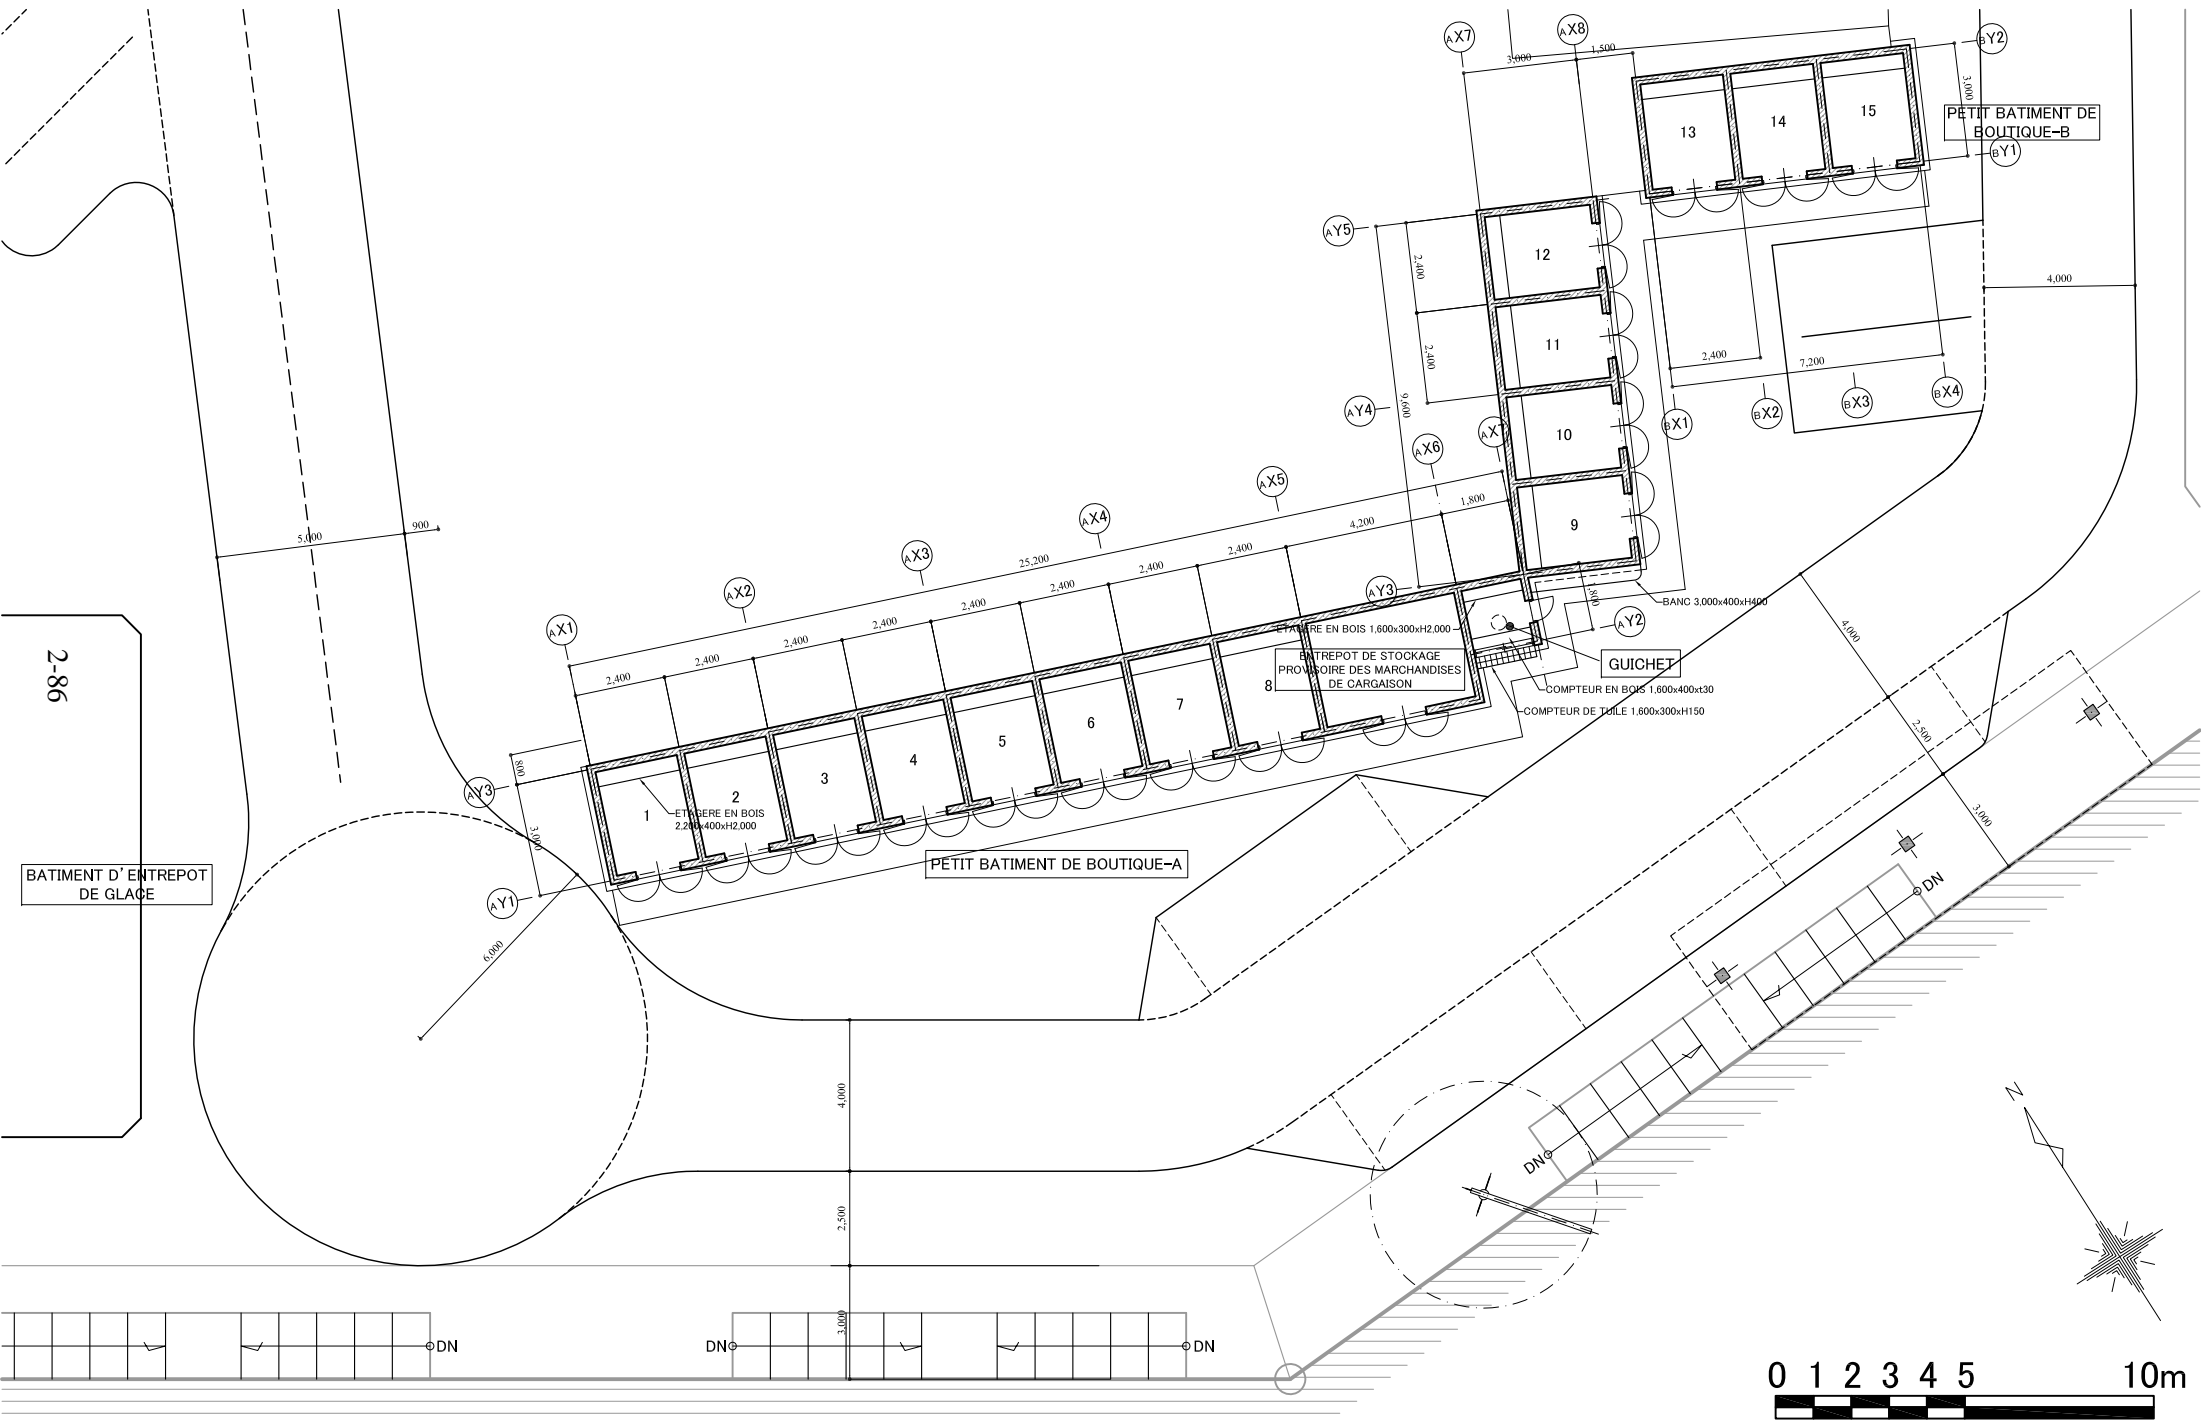 AX7
AX8
3,000
1,500
BY2
3,000
PETIT BATIMENT DE
BOUTIQUE-B
BY1
13
14
15
AY5
2,400
12
4,000
2,400
11
9,600
2,400
7,200
AY4
BX1
BX2
BX3
BX4
10
AX7
AX6
AX5
1,800
AX4
4,200
9
900
5,000
AX3
25,200
2,400
2,400
2,400
2,400
2,400
2,400
2,400
AX2
AX1
AY3
BANC 3,000x400xH400
AY2
ETAGERE EN BOIS 1,600x300xH2,000
GUICHET
ENTREPOT DE STOCKAGE
PROVISOIRE DES MARCHANDISES
DE CARGAISON
COMPTEUR EN BOIS 1,600x400xt30
COMPTEUR DE TUILE 1,600x300xH150
4,000
2,500
3,000
2-86
800
AY3
3,000
AY1
1
2
3
4
5
6
7
8
ETAGERE EN BOIS
2,200x400xH2,000
PETIT BATIMENT DE BOUTIQUE-A
BATIMENT D'ENTREPOT
DE GLACE
6,000
DN
4,000
2,500
3,000
DN
N
DN
DN
DN
0 1 2 3 4 5 10m